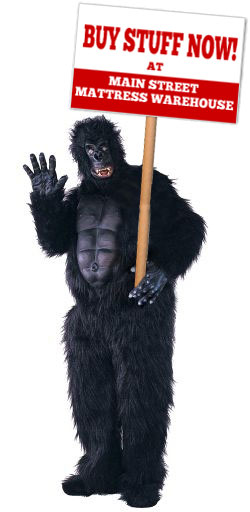 BUY STUFF NOW!
AT
MAIN STREET
MATTRESS WAREHOUSE